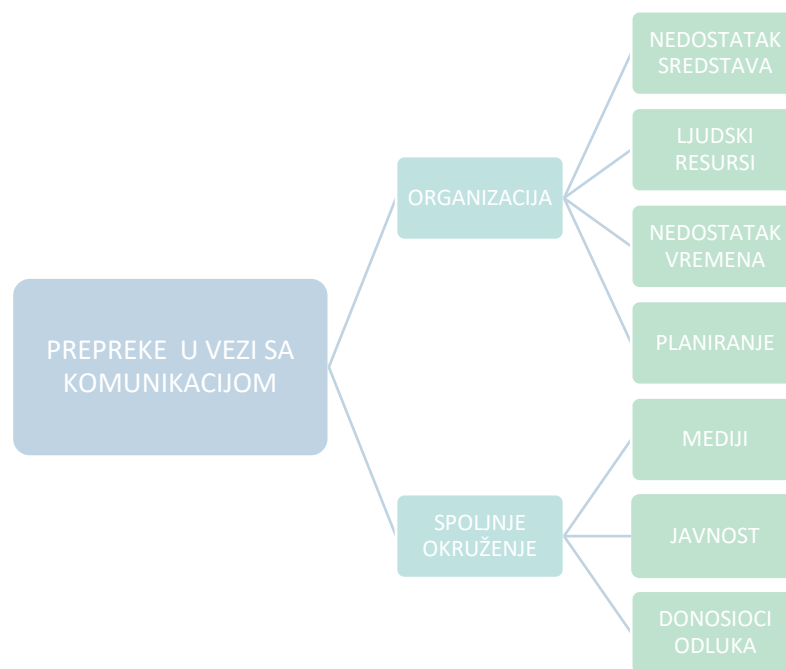 PREPREKE U VEZI SA
KOMUNIKACIJOM
ORGANIZACIJA
NEDOSTATAK
SREDSTAVA
LJUDSKI
RESURSI
NEDOSTATAK
VREMENA
PLANIRANJE
SPOLJNJE
OKRUŽENJE
MEDIJI
JAVNOST
DONOSIOCI
ODLUKA